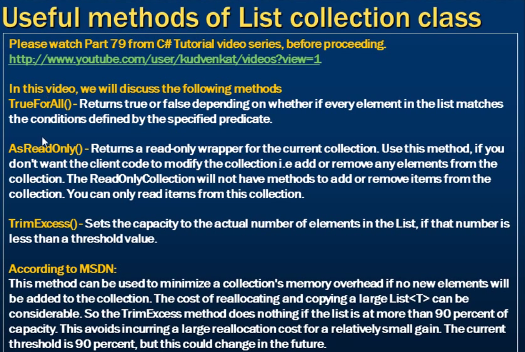 Useful methods of List collection class
Please watch Part 79 from C# Tutorial video series, before proceeding.
http://www.youtube.com/user/kudvenkat/videos?view=1
In this video, we will discuss the following methods
TrueForAll() - Returns true or false depending on whether if every element in the list matches
the conditions defined by the specified predicate.
AsReadOnly() - Returns a read-only wrapper for the current collection. Use this method, if you
don't want the client code to modify the collection i.e add or remove any elements from the
collection. The ReadOnlyCollection will not have methods to add or remove items from the
collection. You can only read items from this collection.
TrimExcess() - Sets the capacity to the actual number of elements in the List, if that number is
less than a threshold value.
According to MSDN:
This method can be used to minimize a collection's memory overhead if no new elements will
be added to the collection. The cost of reallocating and copying a large List<T> can be
considerable. So the TrimExcess method does nothing if the list is at more than 90 percent of
capacity. This avoids incurring a large reallocation cost for a relatively small gain. The current
threshold is 90 percent, but this could change in the future.